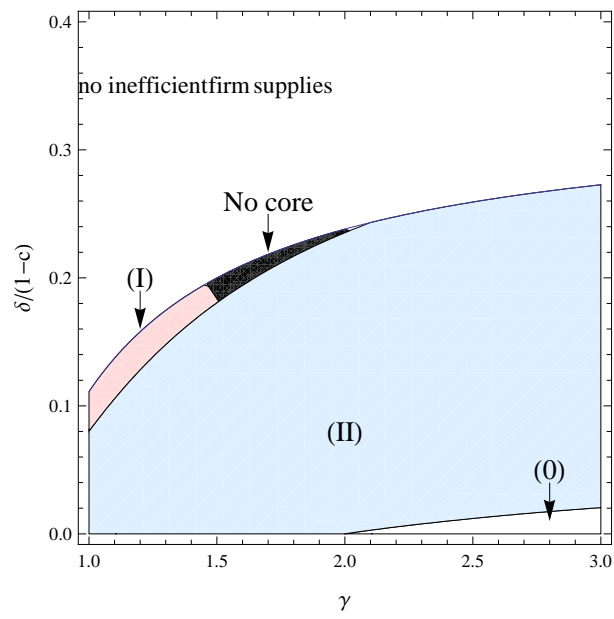 0.4
no inefficientfirm supplies
0.3
No core
δ/(1−c)
0.2
(I)
0.1
(II)
(0)
0.0
1.0 1.5 2.0 2.5 3.0
γ